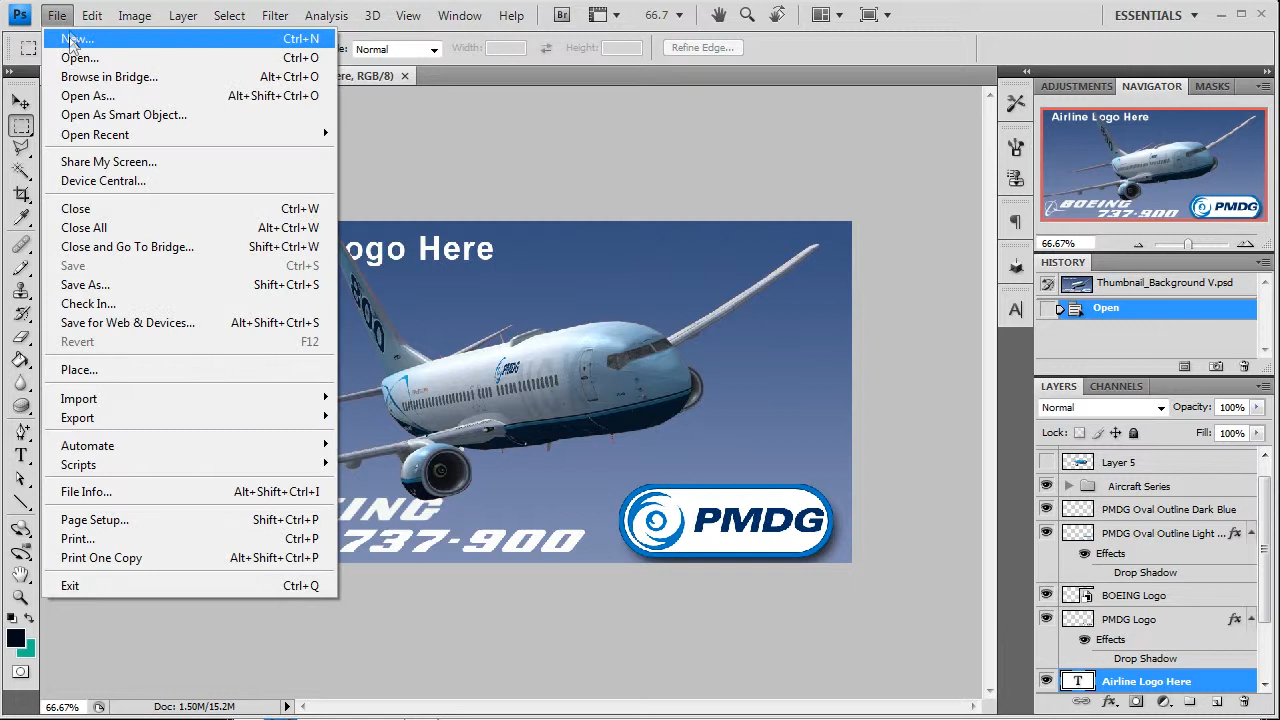 Ps File Edit Image Layer Select Filter Analysis 3D View Window Help Br 66.7 ESSENTIALS
Normal Width: Height: Refine Edge...
ere, RGB/8) ×
New... Ctrl+N
Open... Ctrl+O
Browse in Bridge... Alt+Ctrl+O
Open As... Alt+Shift+Ctrl+O
Open As Smart Object...
Open Recent
Share My Screen...
Device Central...
Close Ctrl+W
Close All Alt+Ctrl+W
Close and Go To Bridge... Shift+Ctrl+W
Save Ctrl+S
Save As... Shift+Ctrl+S
Check In...
Save for Web & Devices... Alt+Shift+Ctrl+S
Revert F12
Place...
Import
Export
Automate
Scripts
File Info... Alt+Shift+Ctrl+I
Page Setup... Shift+Ctrl+P
Print... Ctrl+P
Print One Copy Alt+Shift+Ctrl+P
Exit Ctrl+Q
ogo Here
PMDG
EING
737-900
PMDG
66.67% Doc: 1.50M/15.2M
ADJUSTMENTS NAVIGATOR MASKS
Airline Logo Here
BOEING
737-900
PMDG
66.67%
HISTORY
Thumbnail_Background V.psd
Open
LAYERS CHANNELS
Normal Opacity: 100%
Lock: Fill: 100%
Layer 5
Aircraft Series
PMDG Oval Outline Dark Blue
PMDG Oval Outline Light ... fx
Effects
Drop Shadow
BOEING Logo
PMDG Logo fx
Effects
Drop Shadow
T Airline Logo Here